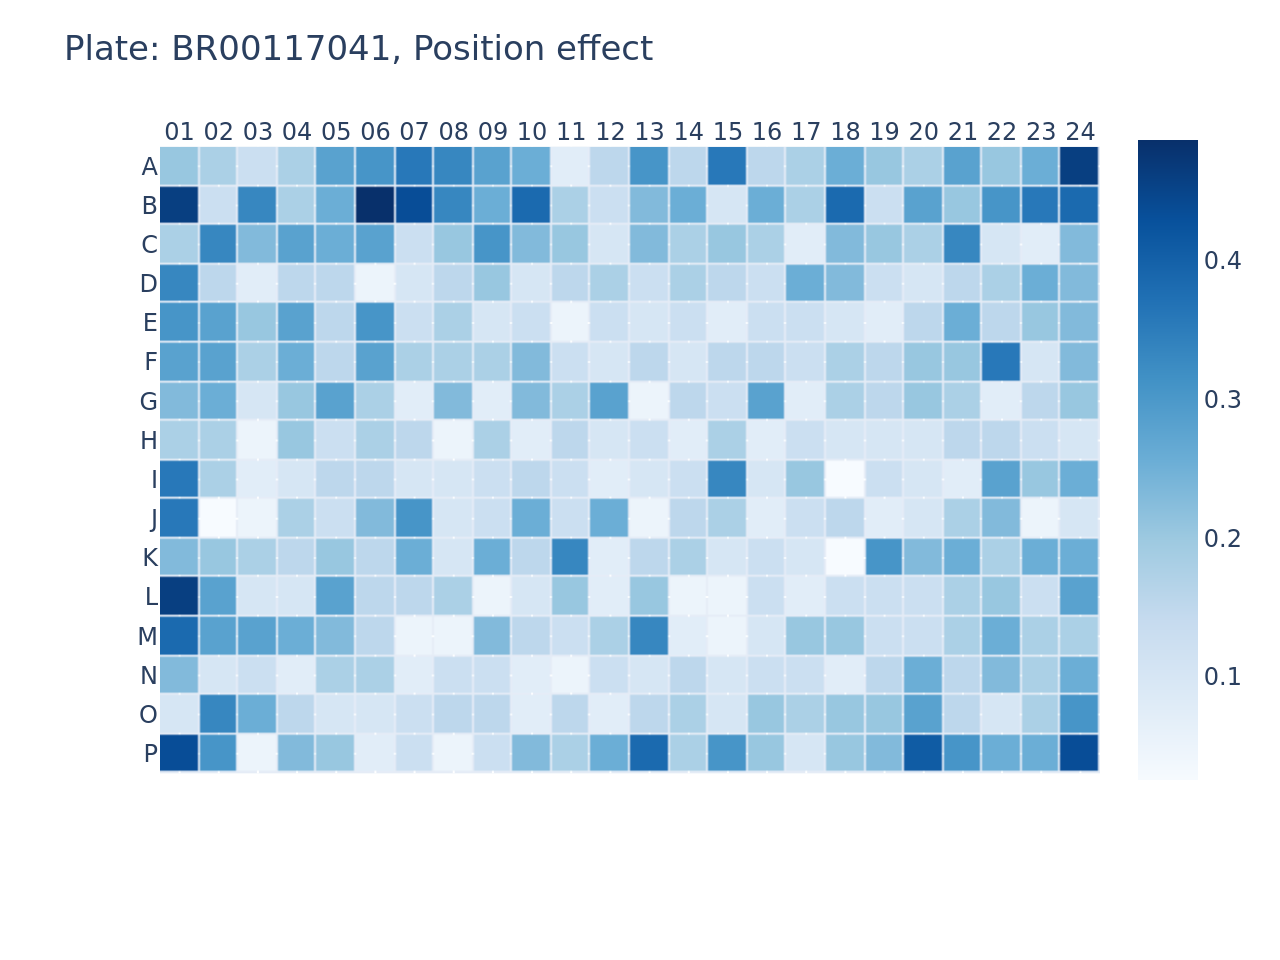 Plate: BR00117041, Position effect
01 02 03 04 05 06 07 08 09 10 11 12 13 14 15 16 17 18 19 20 21 22 23 24
A
B
C
D
E
F
G
H
I
J
K
L
M
N
O
P
0.4
0.3
0.2
0.1